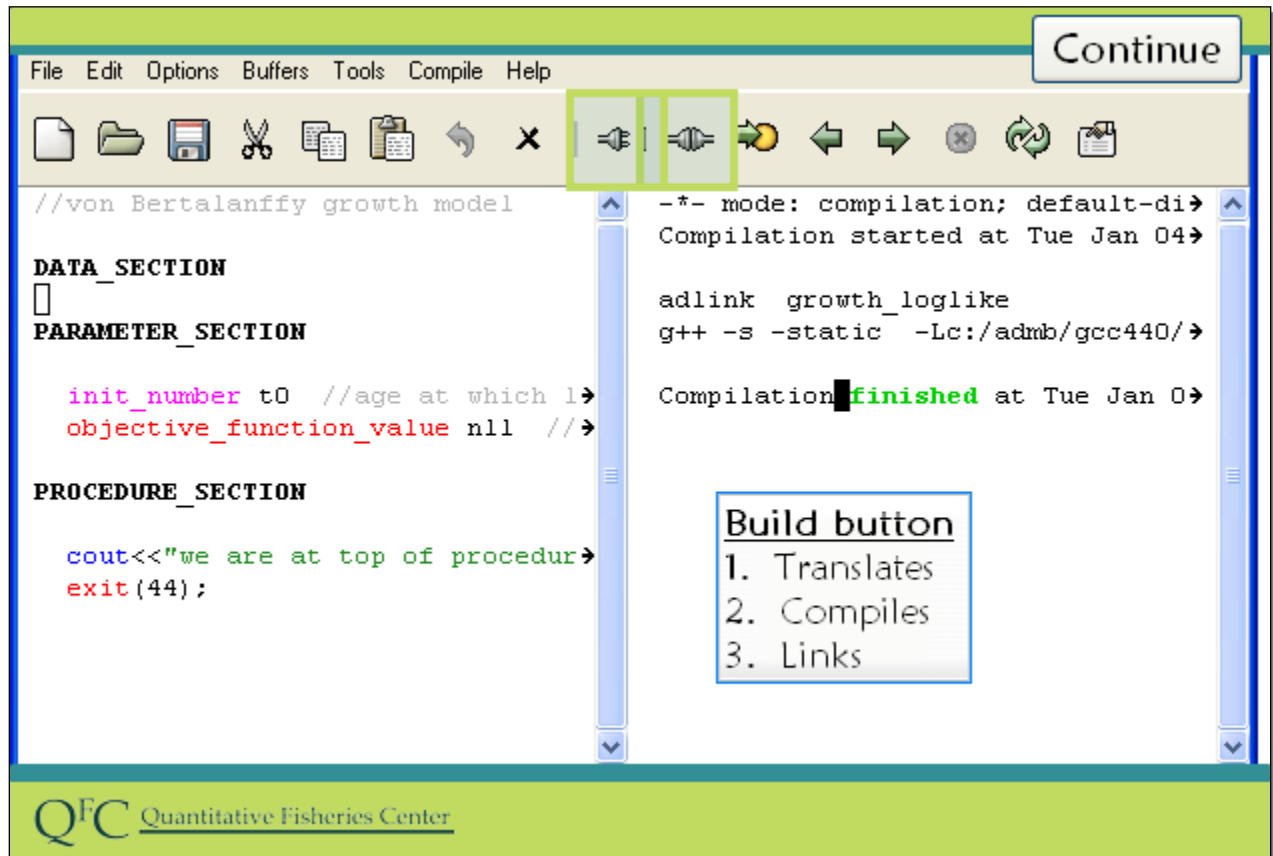 Continue
File Edit Options Buffers Tools Compile Help
//von Bertalanffy growth model
DATA_SECTION
PARAMETER_SECTION
init_number t0 //age at which l
objective_function_value nll //
PROCEDURE_SECTION
cout<<"we are at top of procedur
exit(44);
-*- mode: compilation; default-di
Compilation started at Tue Jan 04
adlink growth_loglike
g++ -s -static -Lc:/admb/gcc440/
Compilation finished at Tue Jan 0
Build button
1. Translates
2. Compiles
3. Links
QFC Quantitative Fisheries Center